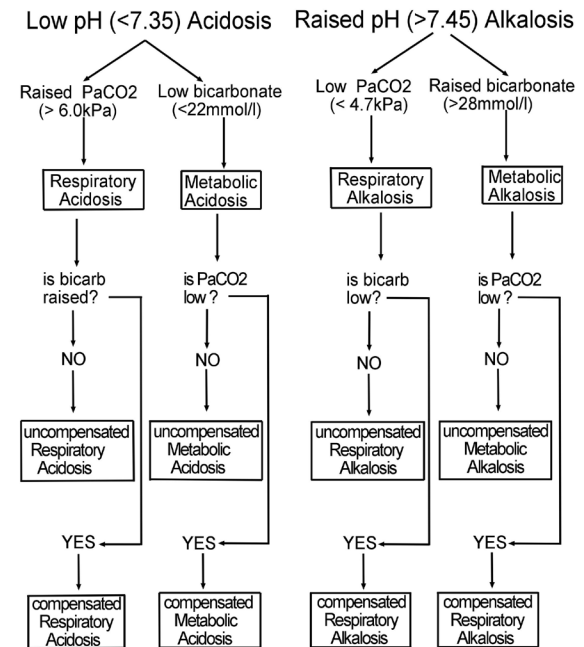 Low pH (<7.35) Acidosis
Raised pH (>7.45) Alkalosis
Raised PaCO2
(> 6.0kPa)
Low bicarbonate
(<22mmol/l)
Low PaCO2
(< 4.7kPa)
Raised bicarbonate
(>28mmol/l)
Respiratory
Acidosis
Metabolic
Acidosis
Respiratory
Alkalosis
Metabolic
Alkalosis
is bicarb
raised?
is PaCO2
low?
is bicarb
low?
is PaCO2
low?
NO
NO
NO
NO
uncompensated
Respiratory
Acidosis
uncompensated
Metabolic
Acidosis
uncompensated
Respiratory
Alkalosis
uncompensated
Metabolic
Alkalosis
YES
YES
YES
YES
compensated
Respiratory
Acidosis
compensated
Metabolic
Acidosis
compensated
Respiratory
Alkalosis
compensated
Respiratory
Alkalosis